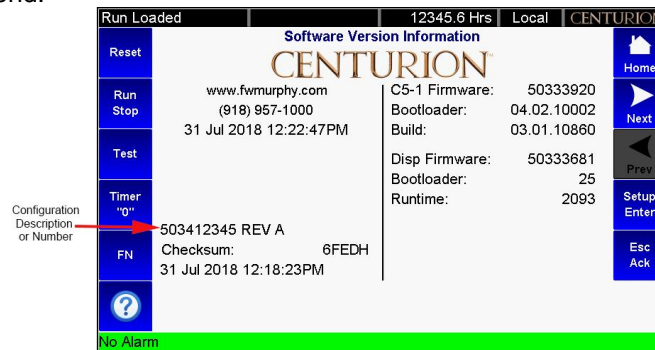 Run Loaded 12345.6 Hrs Local CENTURION
Software Version Information
CENTURION
Reset
Run
Stop
Test
Timer
"0"
FN
?
Configuration
Description
or Number
www.fwmurphy.com
(918) 957-1000
31 Jul 2018 12:22:47PM
503412345 REV A
Checksum: 6FEDH
31 Jul 2018 12:18:23PM
C5-1 Firmware: 50333920
Bootloader: 04.02.10002
Build: 03.01.10860
Disp Firmware: 50333681
Bootloader: 25
Runtime: 2093
Home
Next
Prev
Setup
Enter
Esc
Ack
No Alarm